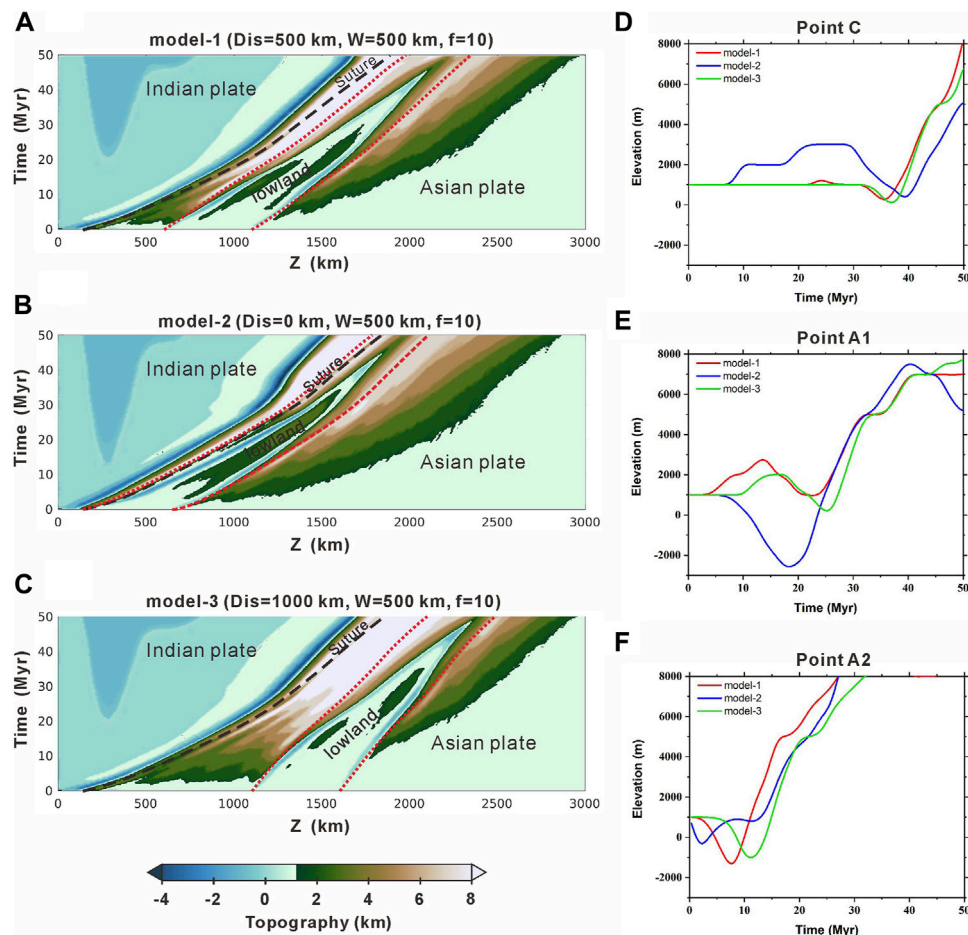 A
model-1 (Dis=500 km, W=500 km, f=10)
50
40
30
20
10
0
Time (Myr)
Indian plate
Suture
lowland
Asian plate
0 500 1000 1500 2000 2500 3000
Z (km)
B
model-2 (Dis=0 km, W=500 km, f=10)
50
40
30
20
10
0
Time (Myr)
Indian plate
Suture
lowland
Asian plate
0 500 1000 1500 2000 2500 3000
Z (km)
C
model-3 (Dis=1000 km, W=500 km, f=10)
50
40
30
20
10
0
Time (Myr)
Indian plate
Suture
lowland
Asian plate
0 500 1000 1500 2000 2500 3000
Z (km)
-4 -2 0 2 4 6 8
Topography (km)
D
Point C
8000
6000
4000
2000
0
-2000
Elevation (m)
model-1
model-2
model-3
0 10 20 30 40 50
Time (Myr)
E
Point A1
8000
6000
4000
2000
0
-2000
Elevation (m)
model-1
model-2
model-3
0 10 20 30 40 50
Time (Myr)
F
Point A2
8000
6000
4000
2000
0
-2000
Elevation (m)
model-1
model-2
model-3
0 10 20 30 40 50
Time (Myr)